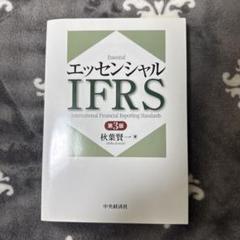 Essential
エッセンシャル
IFRS
International Financial Reporting Standards
第3版
秋葉賢一 著
中央経済社